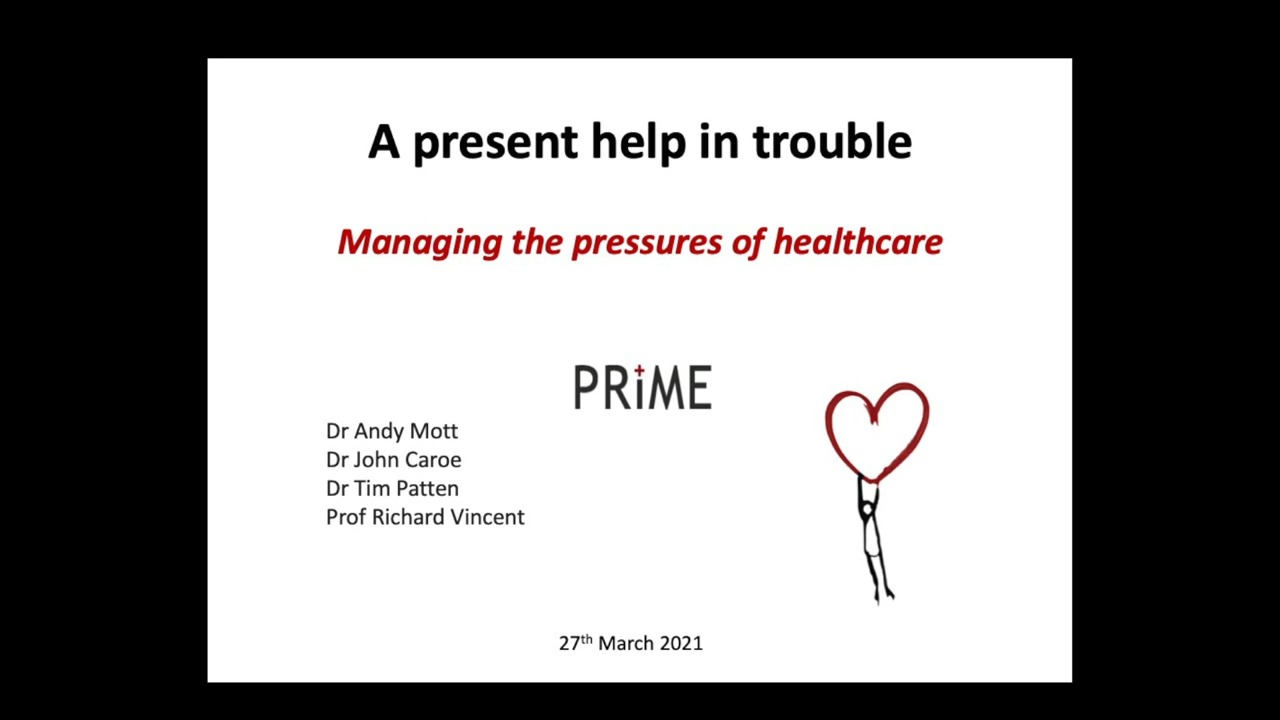 A present help in trouble
Managing the pressures of healthcare
PRiME
Dr Andy Mott
Dr John Caroe
Dr Tim Patten
Prof Richard Vincent
27th March 2021